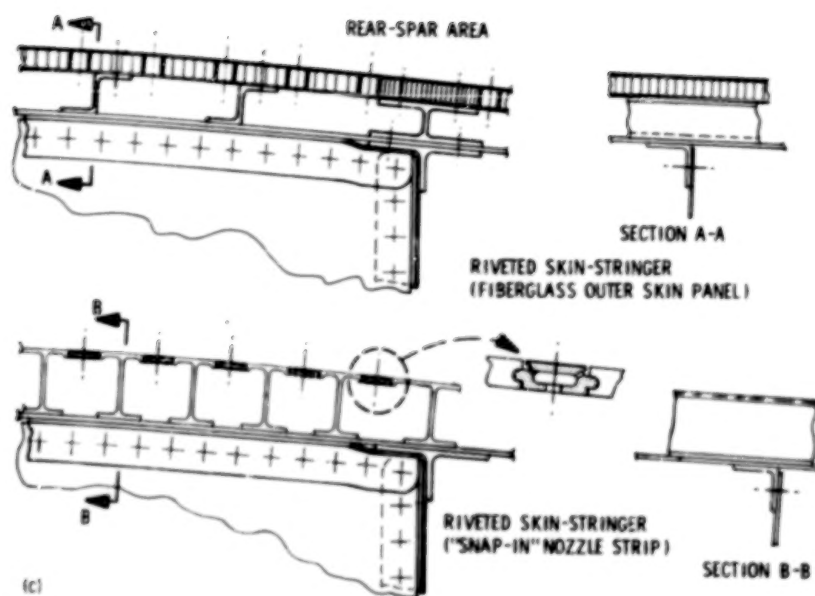 A
REAR-SPAR AREA
A
SECTION A-A
RIVETED SKIN-STRINGER
(FIBERGLASS OUTER SKIN PANEL)
B
B
RIVETED SKIN-STRINGER
("SNAP-IN" NOZZLE STRIP)
SECTION B-B
(c)